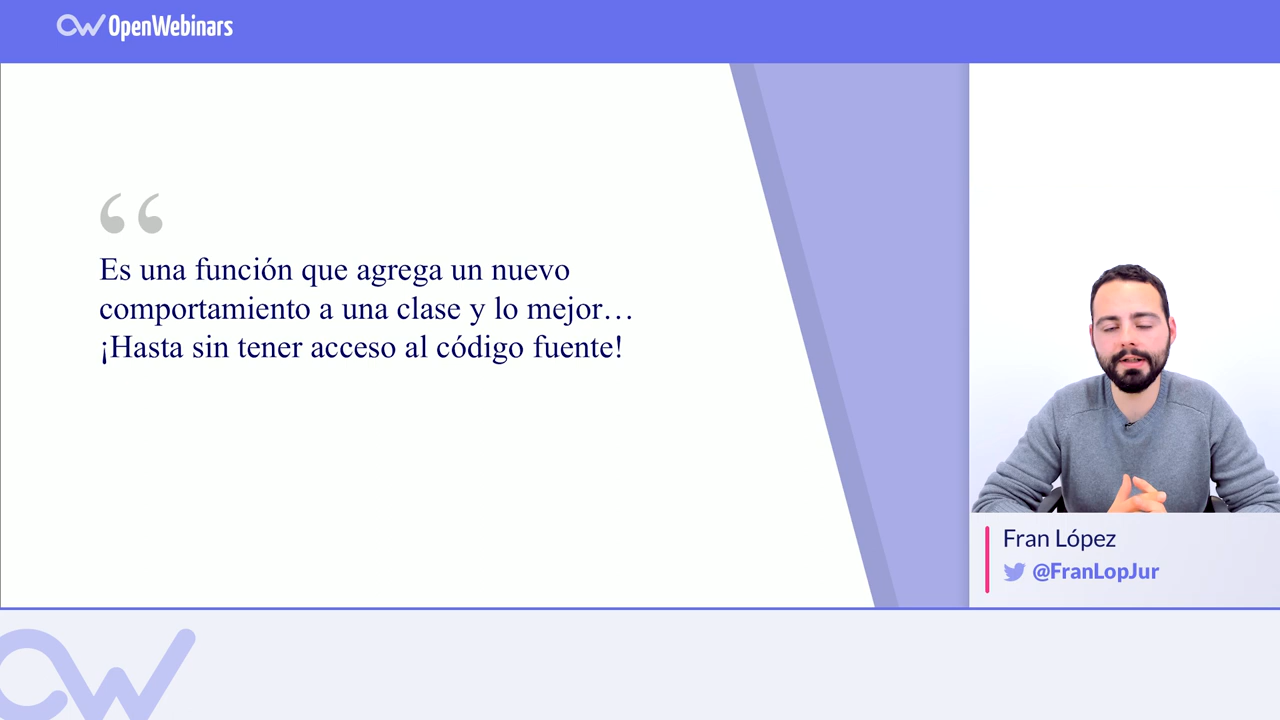 OpenWebinars
“
Es una función que agrega un nuevo
comportamiento a una clase y lo mejor…
¡Hasta sin tener acceso al código fuente!
Fran López
@FranLopJur